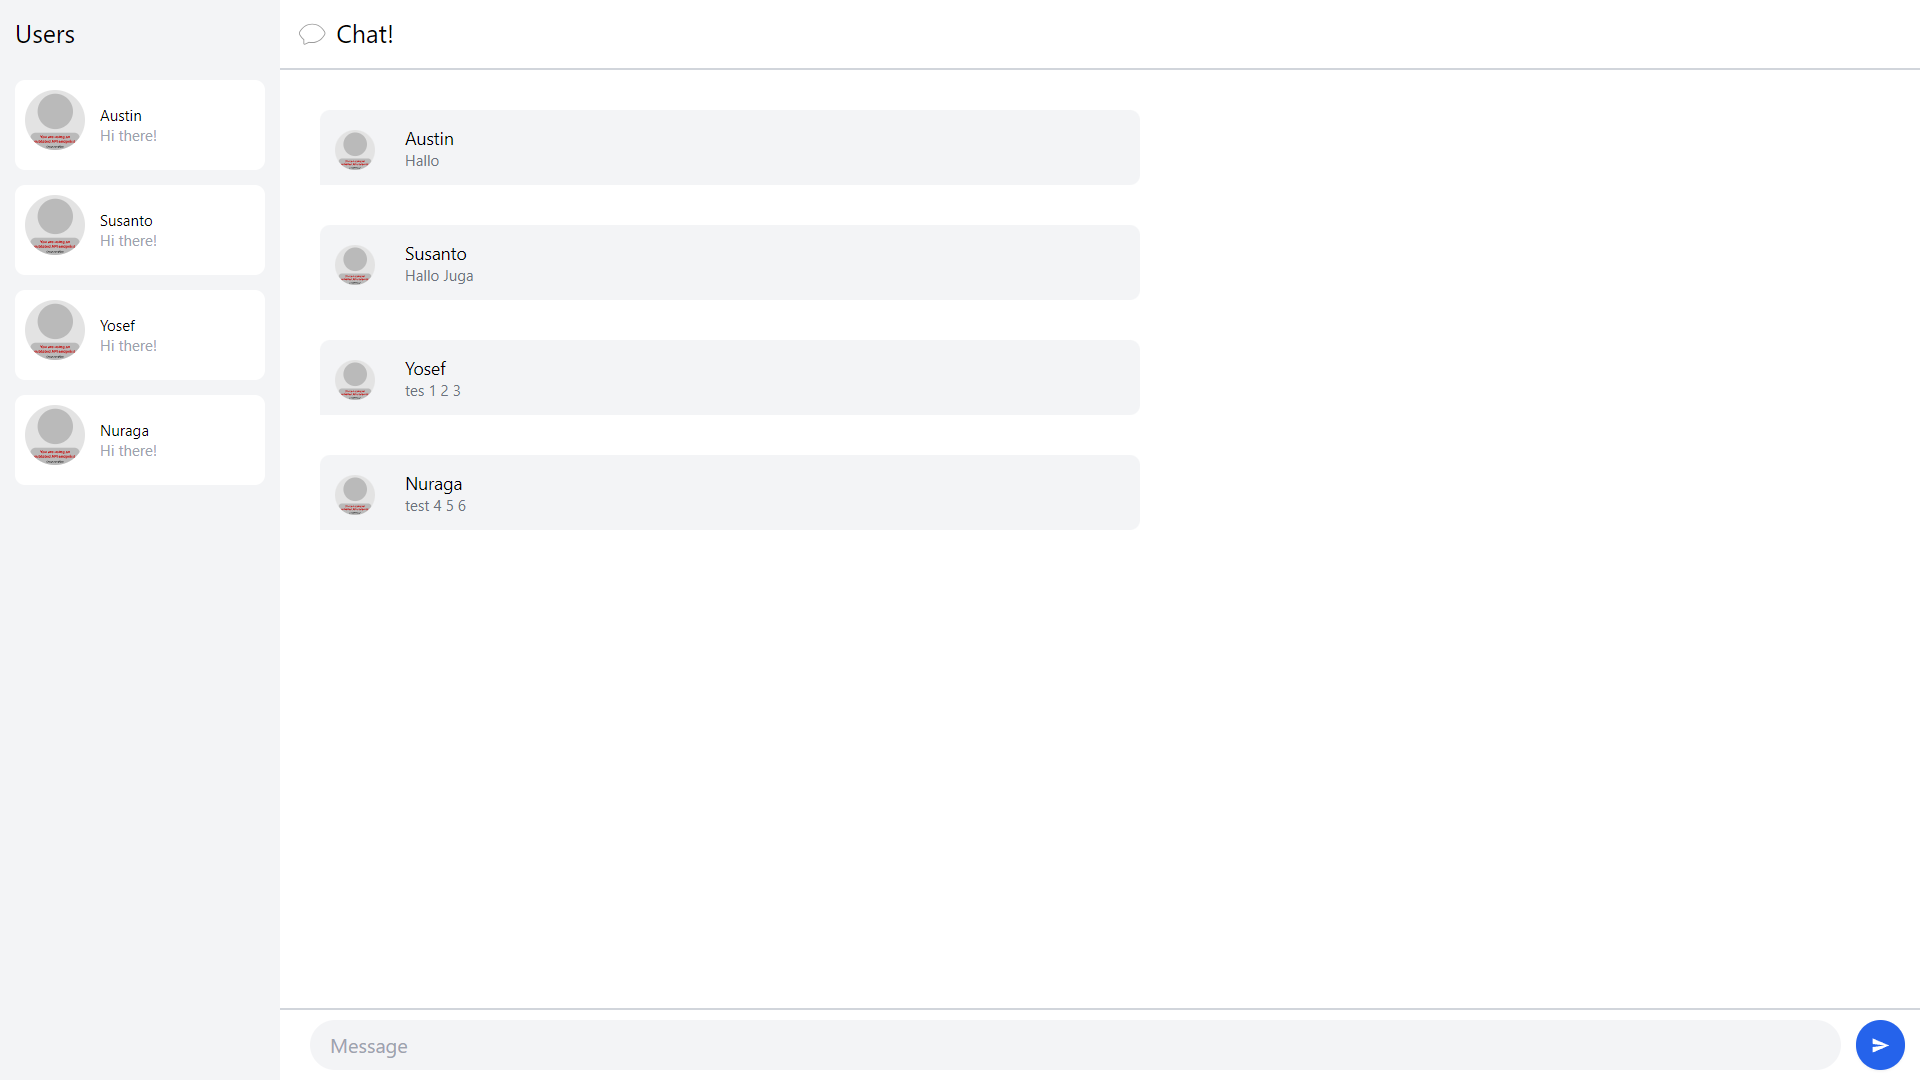 Users
Austin
Hi there!
Susanto
Hi there!
Yosef
Hi there!
Nuraga
Hi there!
Chat!
Austin
Hallo
Susanto
Hallo Juga
Yosef
tes 1 2 3
Nuraga
test 4 5 6
Message